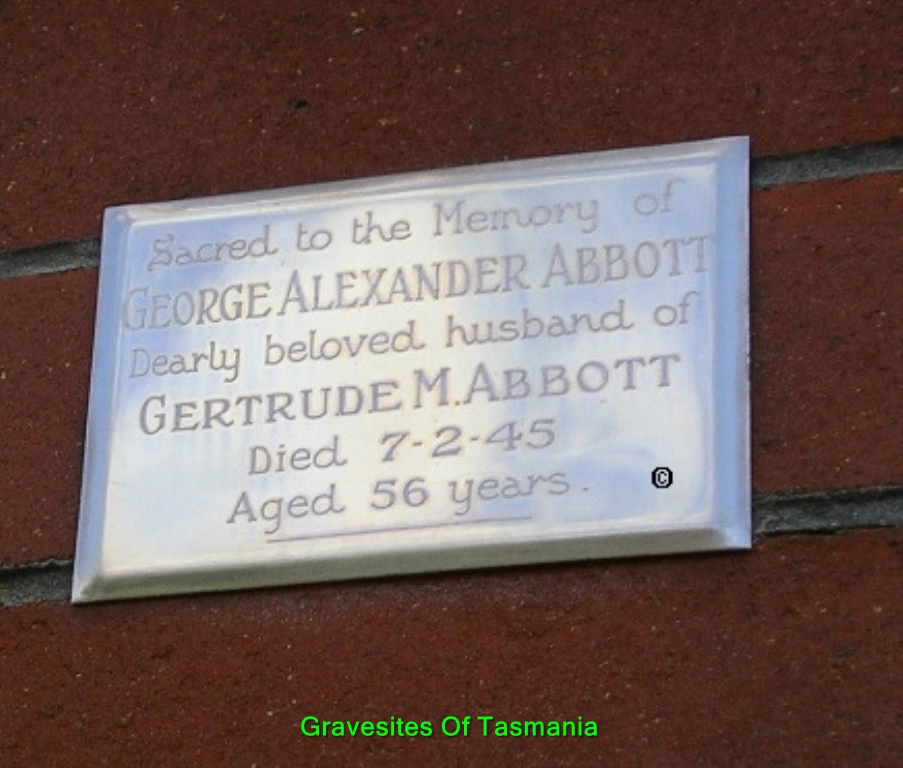 Sacred to the Memory of
GEORGE ALEXANDER ABBOTT
Dearly beloved husband of
GERTRUDE M. ABBOTT
Died 7-2-45
Aged 56 years.
©
Gravesites Of Tasmania